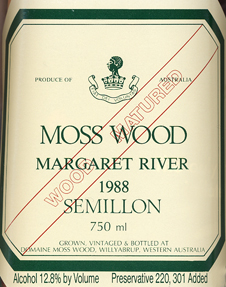 PRODUCE OF AUSTRALIA
WOOD MATURED
MOSS WOOD
MARGARET RIVER
1988
SEMILLON
750 ml
GROWN, VINTAGED & BOTTLED AT
DOMAINE MOSS WOOD, WILLYABRUP, WESTERN AUSTRALIA
Alcohol 12.8% by Volume Preservative 220, 301 Added